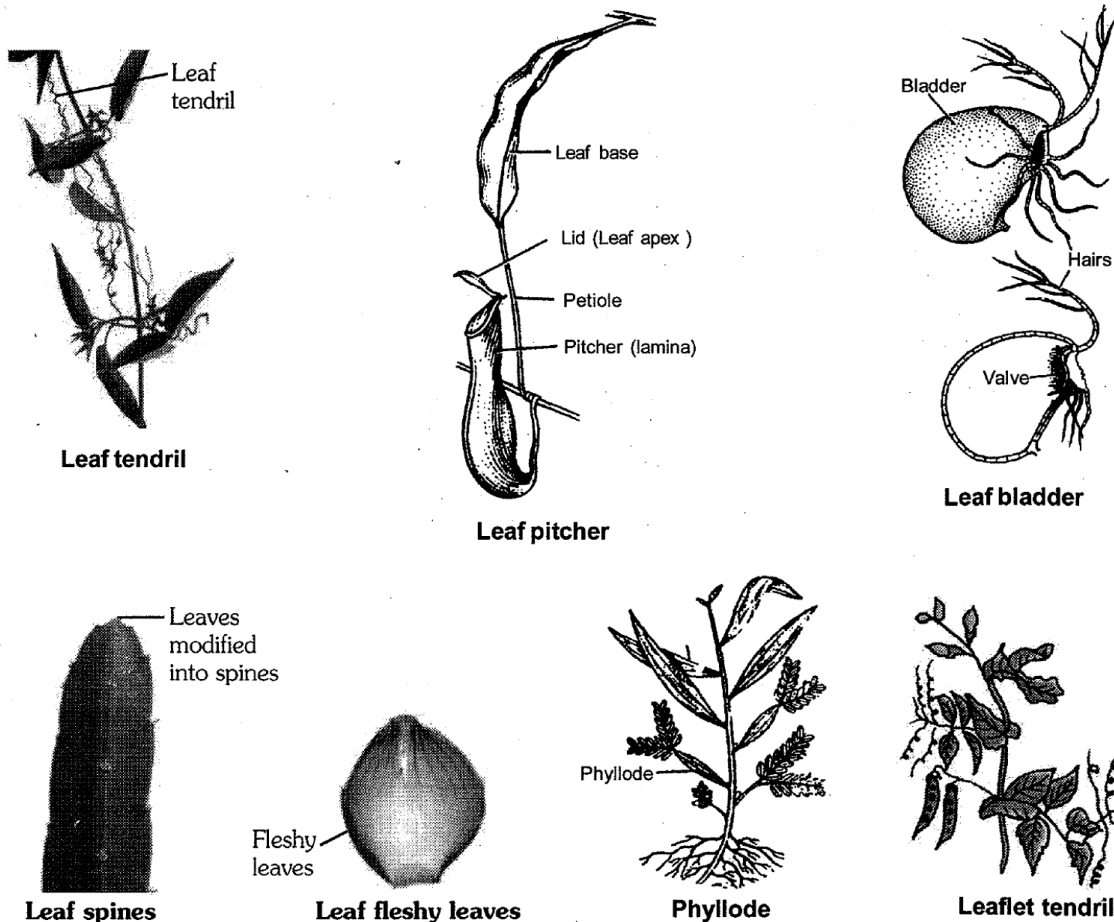 Leaf
tendril
Leaf tendril
Leaf base
Lid (Leaf apex )
Petiole
Pitcher (lamina)
Leaf pitcher
Bladder
Hairs
Valve
Leaf bladder
Leaves
modified
into spines
Leaf spines
Fleshy
leaves
Leaf fleshy leaves
Phyllode
Phyllode
Leaflet tendril